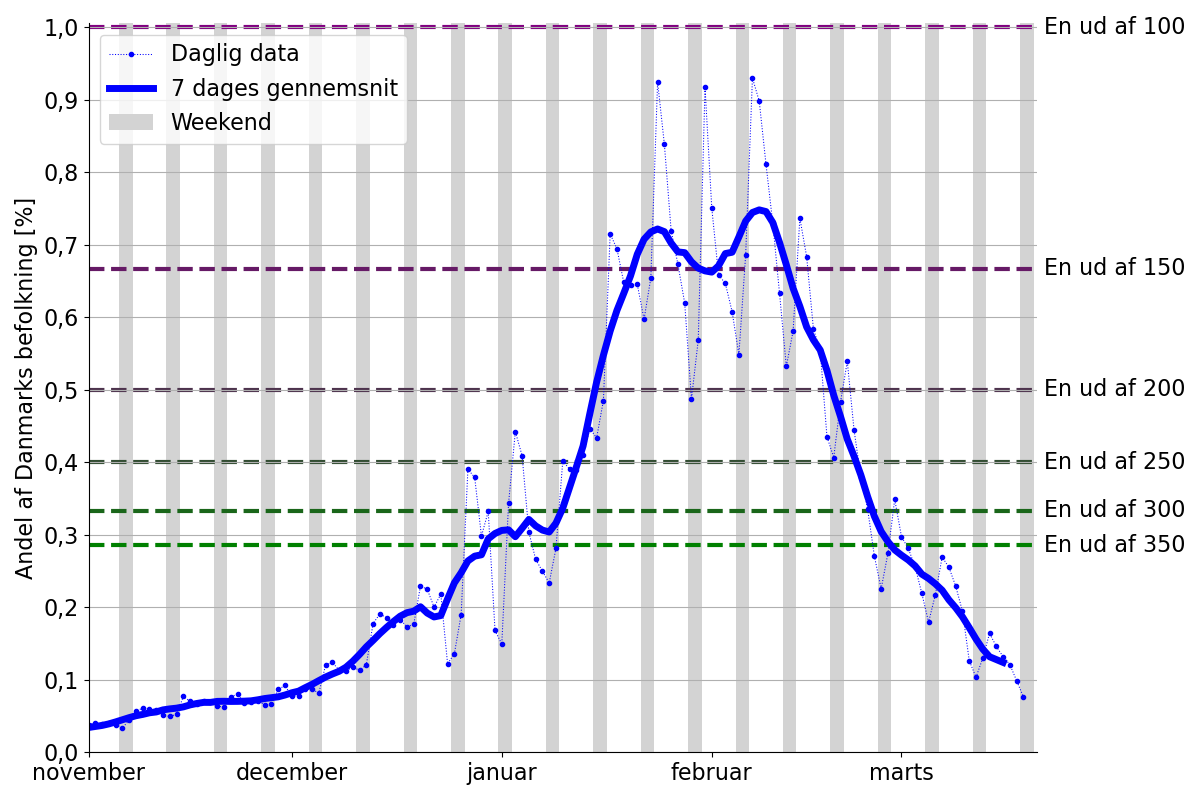 1,0
0,9
0,8
0,7
0,6
0,5
0,4
0,3
0,2
0,1
0,0
Andel af Danmarks befolkning [%]
Daglig data
7 dages gennemsnit
Weekend
En ud af 100
En ud af 150
En ud af 200
En ud af 250
En ud af 300
En ud af 350
november
december
januar
februar
marts